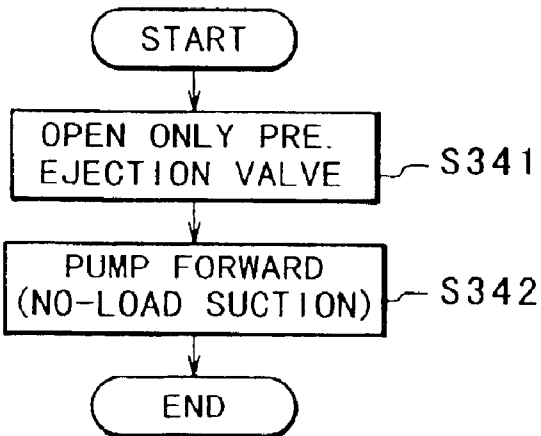 START
OPEN ONLY PRE.
EJECTION VALVE
S341
PUMP FORWARD
(NO-LOAD SUCTION)
S342
END